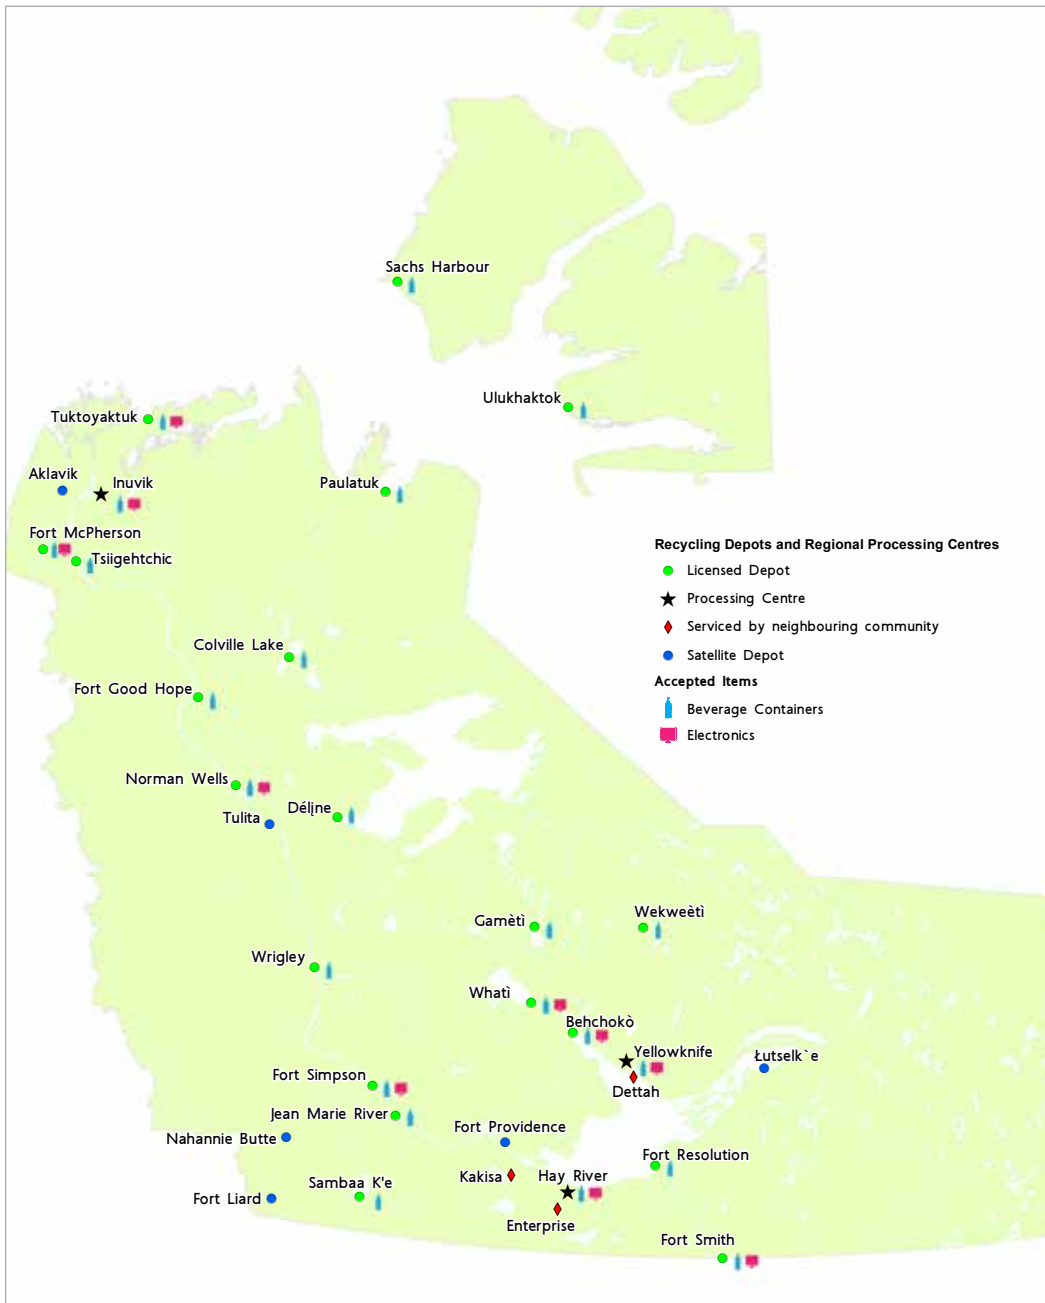 Sachs Harbour
Ulukhaktok
Tuktoyaktuk
Aklavik
Inuvik
Paulatuk
Fort McPherson
Tsiigehtchic
Recycling Depots and Regional Processing Centres
Licensed Depot
Processing Centre
Serviced by neighbouring community
Satellite Depot
Accepted Items
Beverage Containers
Electronics
Colville Lake
Fort Good Hope
Norman Wells
Délįne
Tulita
Gamètì
Wekweètì
Wrigley
Whatì
Behchokò
Yellowknife
Łutselk`e
Dettah
Fort Simpson
Jean Marie River
Nahannie Butte
Fort Providence
Fort Resolution
Kakisa
Hay River
Sambaa K'e
Fort Liard
Enterprise
Fort Smith